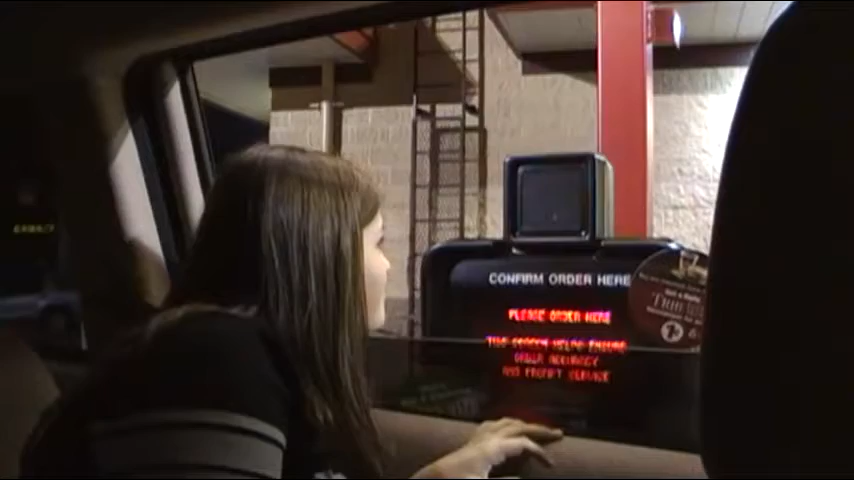 CONFIRM ORDER HERE
PLEASE ORDER HERE
THIS SCREEN HELPS ENSURE
ORDER ACCURACY
AND PROMPT SERVICE